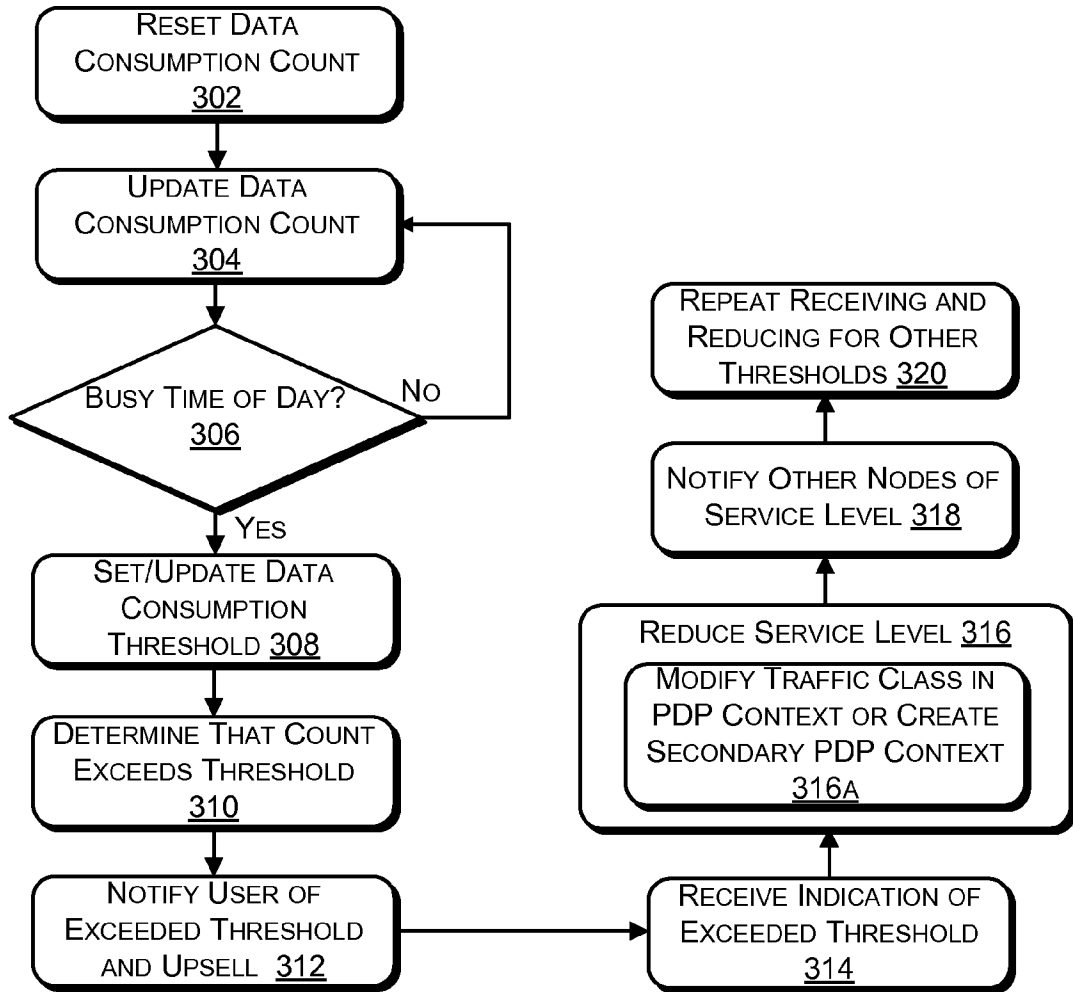 RESET DATA
CONSUMPTION COUNT
302
UPDATE DATA
CONSUMPTION COUNT
304
BUSY TIME OF DAY?
306
NO
YES
SET/UPDATE DATA
CONSUMPTION
THRESHOLD 308
DETERMINE THAT COUNT
EXCEEDS THRESHOLD
310
NOTIFY USER OF
EXCEEDED THRESHOLD
AND UPSELL 312
RECEIVE INDICATION OF
EXCEEDED THRESHOLD
314
REDUCE SERVICE LEVEL 316
MODIFY TRAFFIC CLASS IN
PDP CONTEXT OR CREATE
SECONDARY PDP CONTEXT
316A
NOTIFY OTHER NODES OF
SERVICE LEVEL 318
REPEAT RECEIVING AND
REDUCING FOR OTHER
THRESHOLDS 320